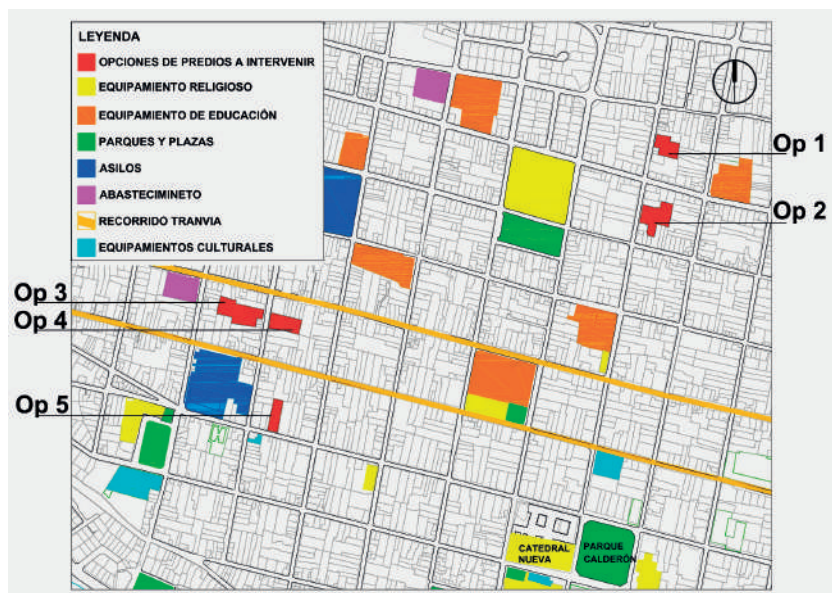 LEYENDA
OPCIONES DE PREDIOS A INTERVENIR
EQUIPAMIENTO RELIGIOSO
EQUIPAMIENTO DE EDUCACIÓN
PARQUES Y PLAZAS
ASILOS
ABASTECIMINETO
RECORRIDO TRANVIA
EQUIPAMIENTOS CULTURALES
Op 1
Op 2
Op 3
Op 4
Op 5
CATEDRAL
NUEVA
PARQUE
CALDERÓN